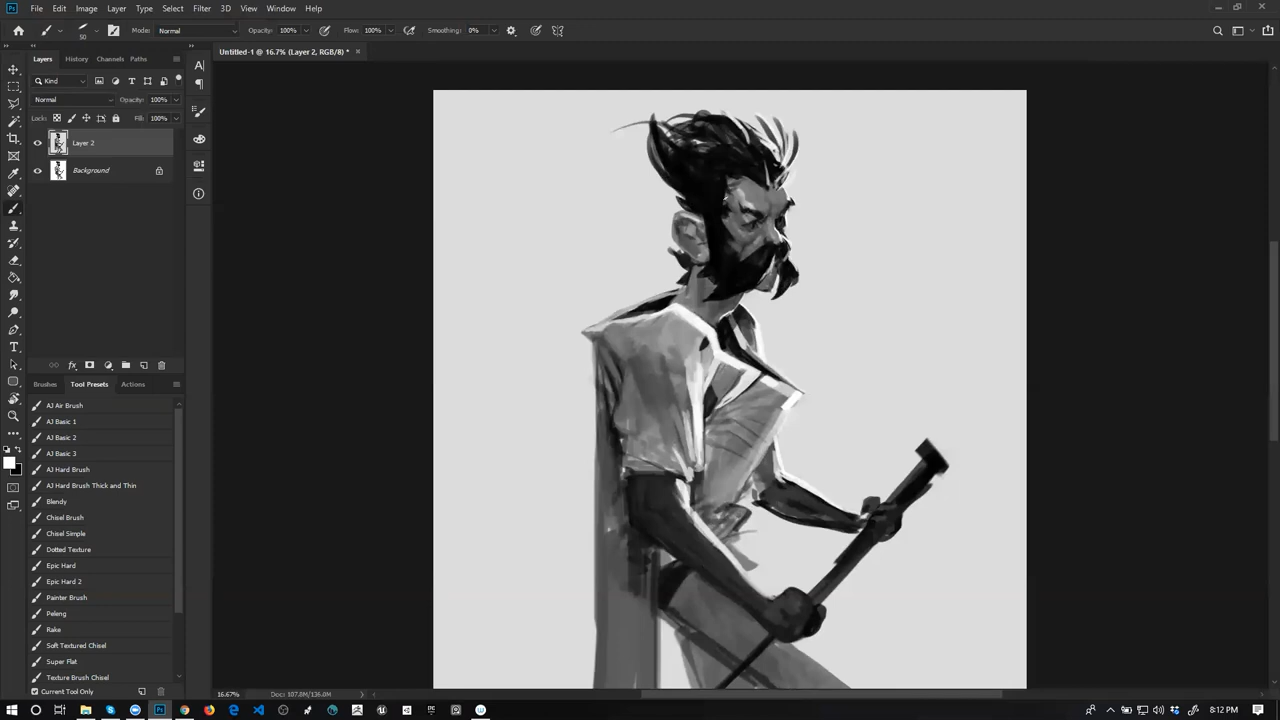 Ps File Edit Image Layer Type Select Filter 3D View Window Help
50 Mode: Normal Opacity: 100% Flow: 100% Smoothing: 0%
Untitled-1 @ 16.7% (Layer 2, RGB/8) * ×
Layers History Channels Paths
Kind
Normal Opacity: 100%
Lock: Fill: 100%
Layer 2
Background
Brushes Tool Presets Actions
AJ Air Brush
AJ Basic 1
AJ Basic 2
AJ Basic 3
AJ Hard Brush
AJ Hard Brush Thick and Thin
Blendy
Chisel Brush
Chisel Simple
Dotted Texture
Epic Hard
Epic Hard 2
Painter Brush
Peleng
Rake
Soft Textured Chisel
Super Flat
Texture Brush Chisel
Current Tool Only
16.67% Doc: 107.8M/136.0M
Ps 8:12 PM